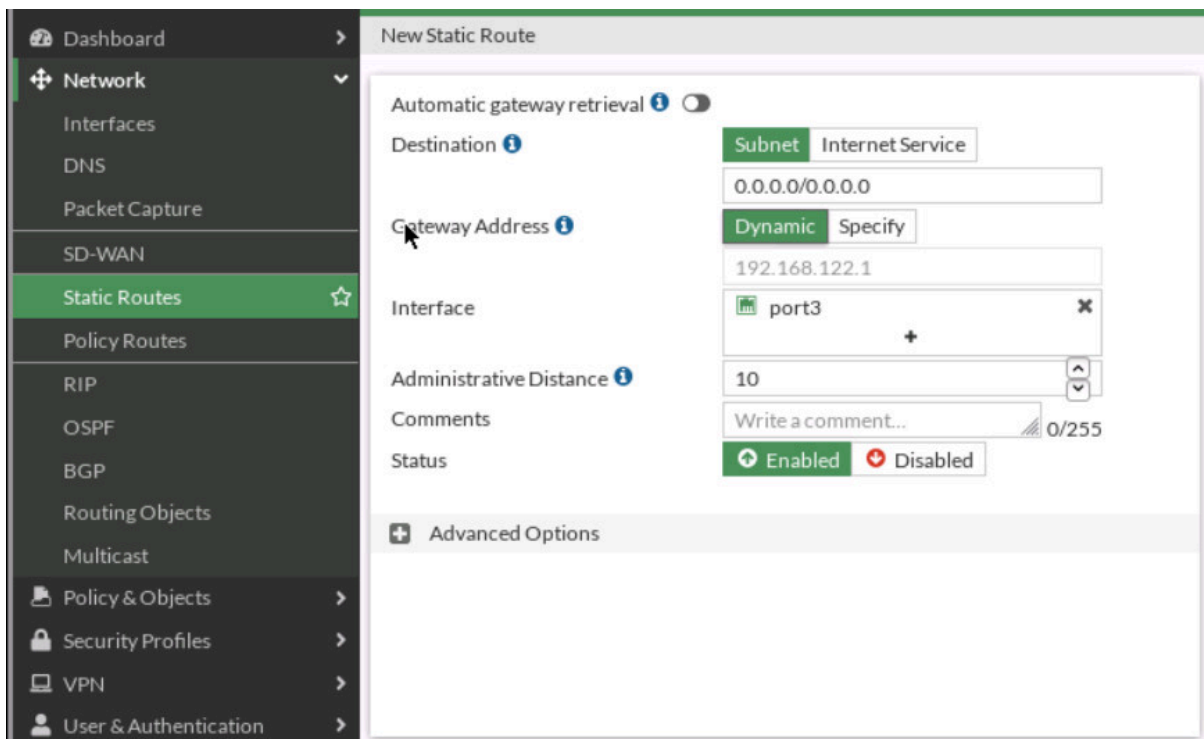 Dashboard
Network
Interfaces
DNS
Packet Capture
SD-WAN
Static Routes
Policy Routes
RIP
OSPF
BGP
Routing Objects
Multicast
Policy & Objects
Security Profiles
VPN
User & Authentication
New Static Route
Automatic gateway retrieval
Destination
Subnet Internet Service
0.0.0.0/0.0.0.0
Gateway Address
Dynamic Specify
192.168.122.1
Interface
port3
Administrative Distance
10
Comments
Write a comment...
0/255
Status
Enabled Disabled
Advanced Options